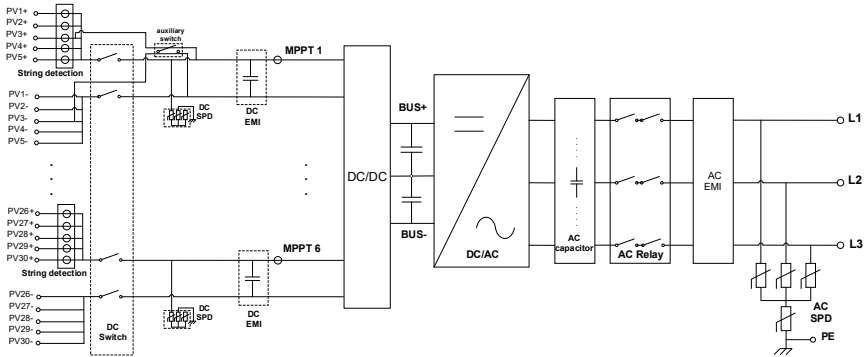 PV1+
PV2+
PV3+
PV4+
PV5+
String detection
auxiliary
switch
MPPT 1
PV1-
PV2-
PV3-
PV4-
PV5-
DC
SPD
DC
EMI
BUS+
DC/DC
BUS-
DC/AC
AC
capacitor
AC Relay
AC
EMI
L1
L2
L3
PV26+
PV27+
PV28+
PV29+
PV30+
String detection
MPPT 6
PV26-
PV27-
PV28-
PV29-
PV30-
DC
Switch
DC
SPD
DC
EMI
AC
SPD
PE